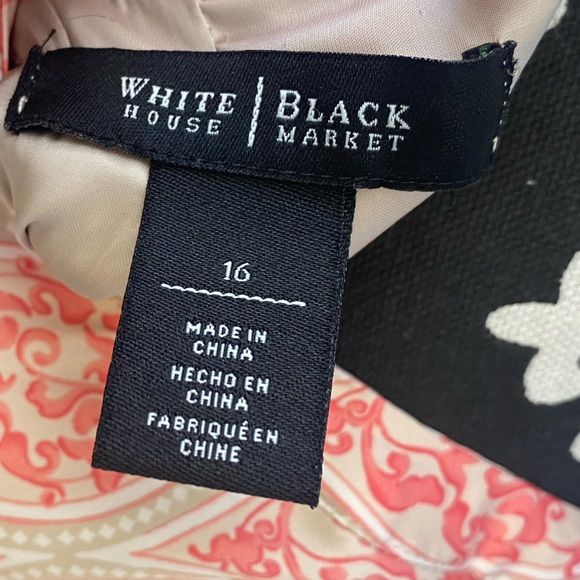 WHITE HOUSE | BLACK MARKET
16
MADE IN
CHINA
HECHO EN
CHINA
FABRIQUÉ EN
CHINE